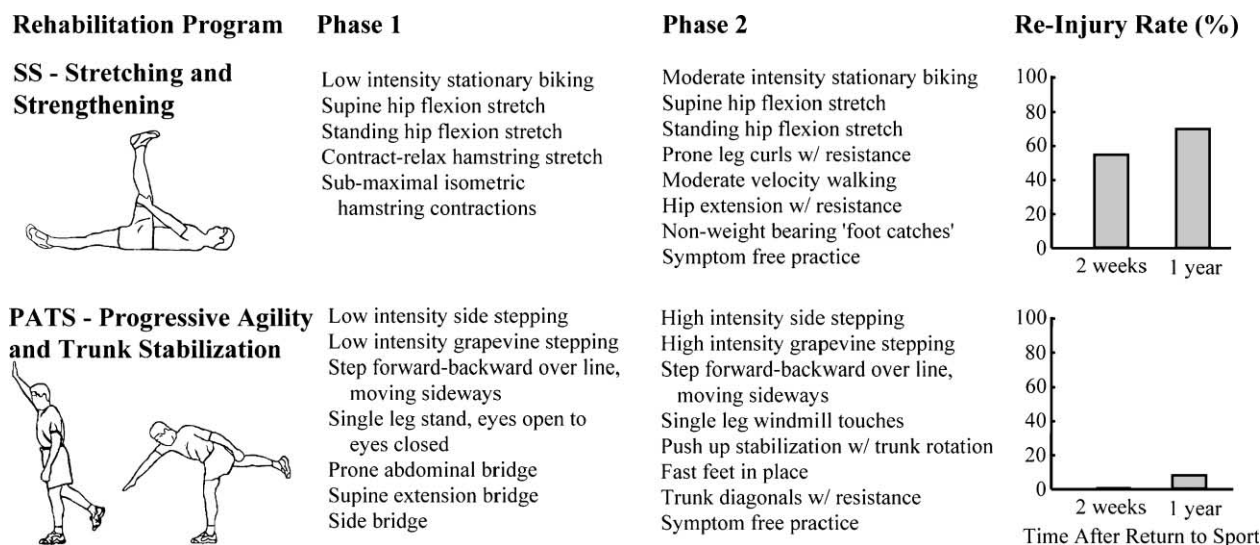 Rehabilitation Program
Phase 1
Phase 2
Re-Injury Rate (%)
SS - Stretching and
Strengthening
Low intensity stationary biking
Supine hip flexion stretch
Standing hip flexion stretch
Contract-relax hamstring stretch
Sub-maximal isometric
hamstring contractions
Moderate intensity stationary biking
Supine hip flexion stretch
Standing hip flexion stretch
Prone leg curls w/ resistance
Moderate velocity walking
Hip extension w/ resistance
Non-weight bearing 'foot catches'
Symptom free practice
100
80
60
40
20
0
2 weeks 1 year
PATS - Progressive Agility
and Trunk Stabilization
Low intensity side stepping
Low intensity grapevine stepping
Step forward-backward over line,
moving sideways
Single leg stand, eyes open to
eyes closed
Prone abdominal bridge
Supine extension bridge
Side bridge
High intensity side stepping
High intensity grapevine stepping
Step forward-backward over line,
moving sideways
Single leg windmill touches
Push up stabilization w/ trunk rotation
Fast feet in place
Trunk diagonals w/ resistance
Symptom free practice
100
80
60
40
20
0
2 weeks 1 year
Time After Return to Sport